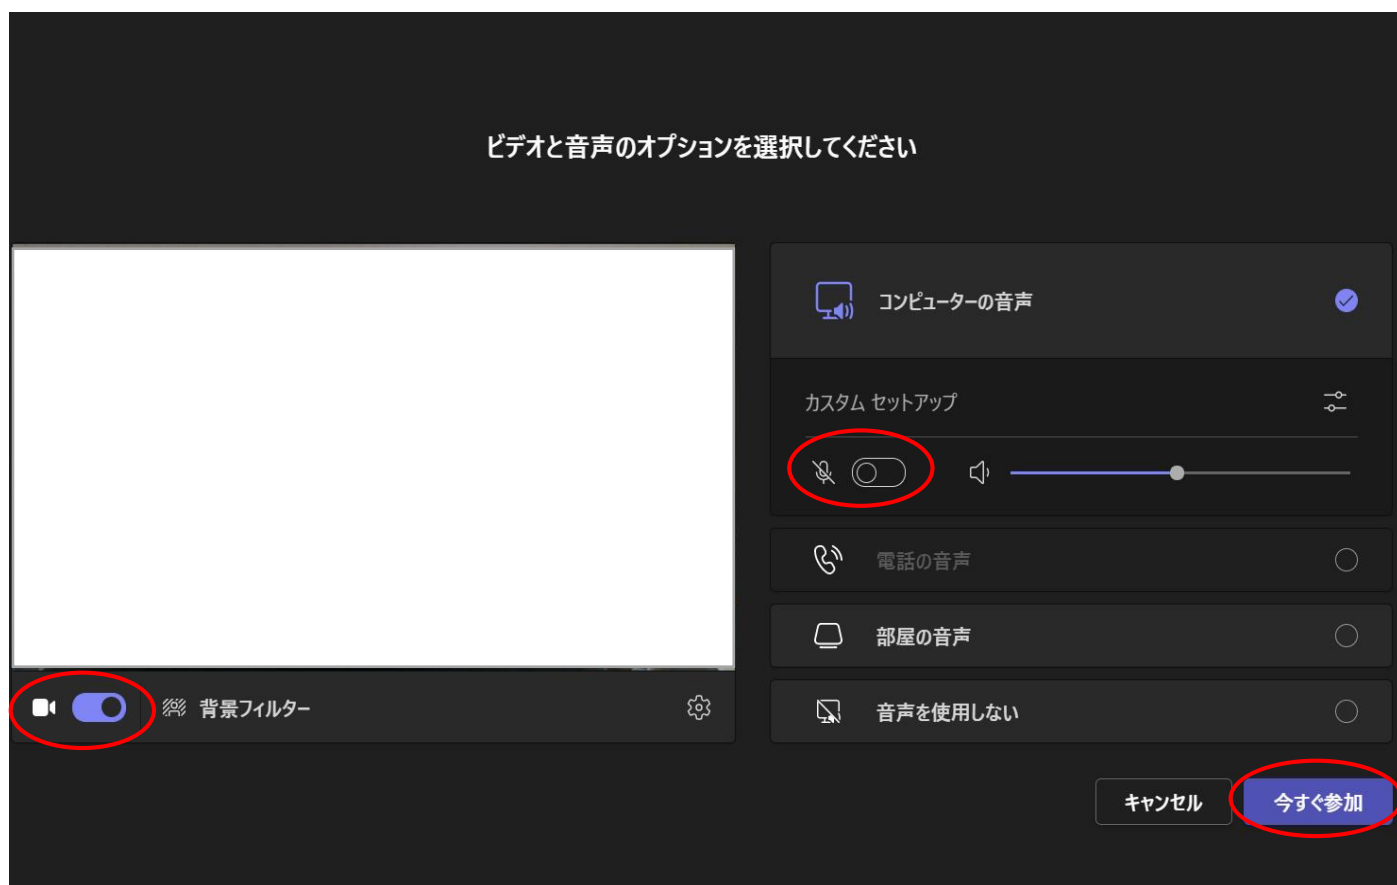 ビデオと音声のオプションを選択してください
コンピューターの音声
カスタム セットアップ
電話の音声
部屋の音声
背景フィルター
音声を使用しない
キャンセル
今すぐ参加